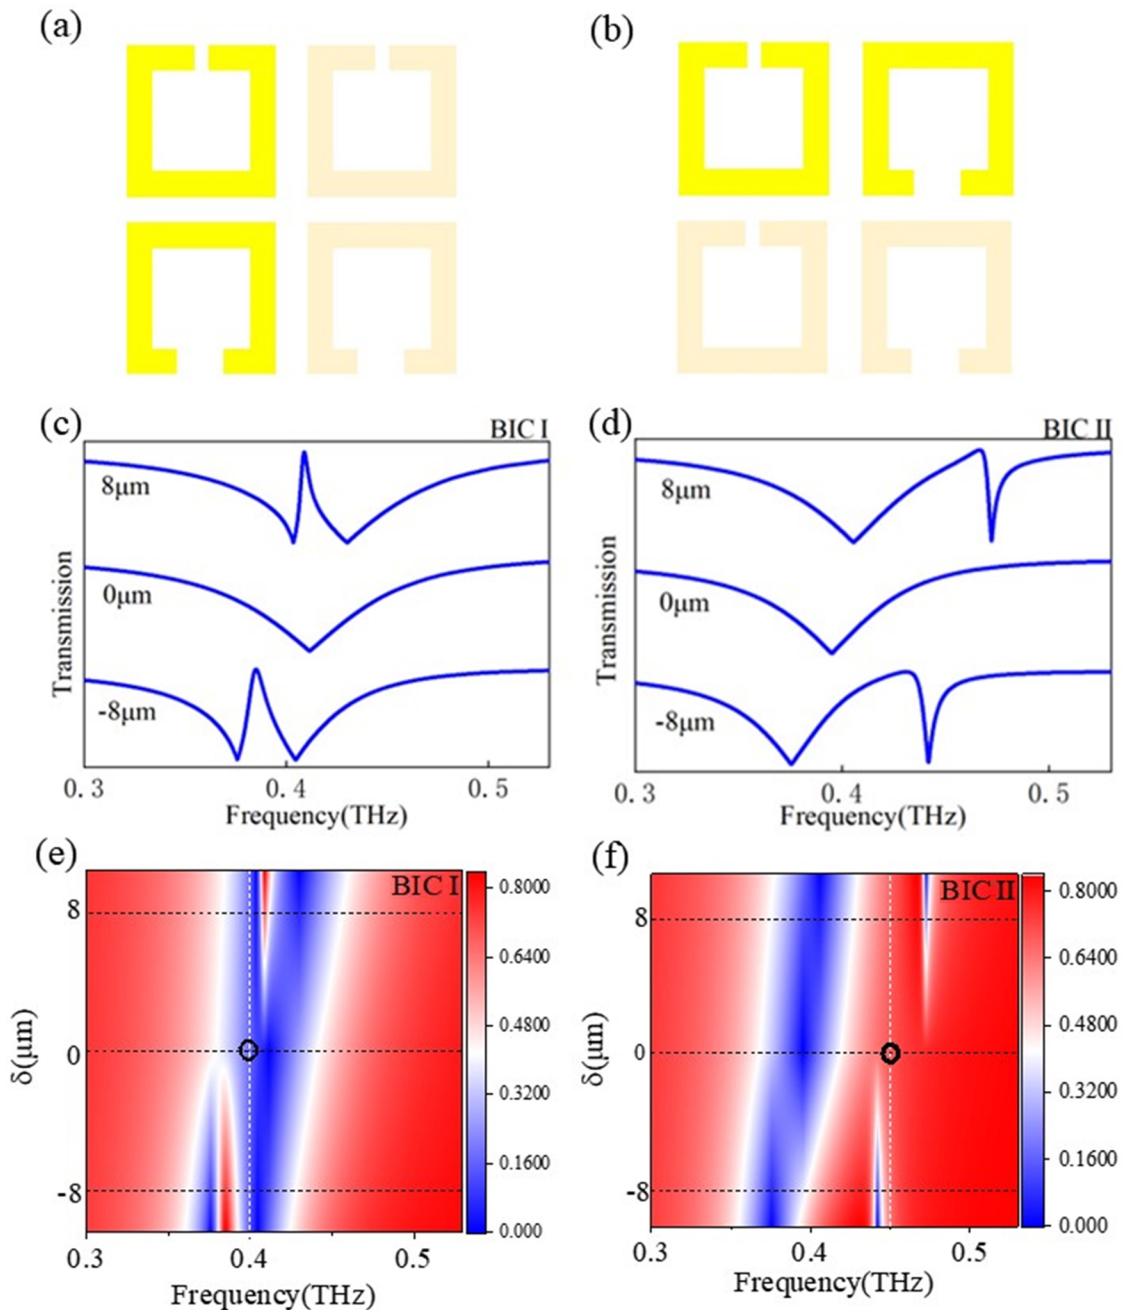 (a)
(b)
(c)
BIC I
8μm
0μm
-8μm
Transmission
0.3
0.4
0.5
Frequency(THz)
(d)
BIC II
8μm
0μm
-8μm
Transmission
0.3
0.4
0.5
Frequency(THz)
(e)
BIC I
8
0
-8
δ(μm)
0.3
0.4
0.5
Frequency(THz)
0.8000
0.6400
0.4800
0.3200
0.1600
0.000
(f)
BIC II
8
0
-8
δ(μm)
0.3
0.4
0.5
Frequency(THz)
0.8000
0.6400
0.4800
0.3200
0.1600
0.000